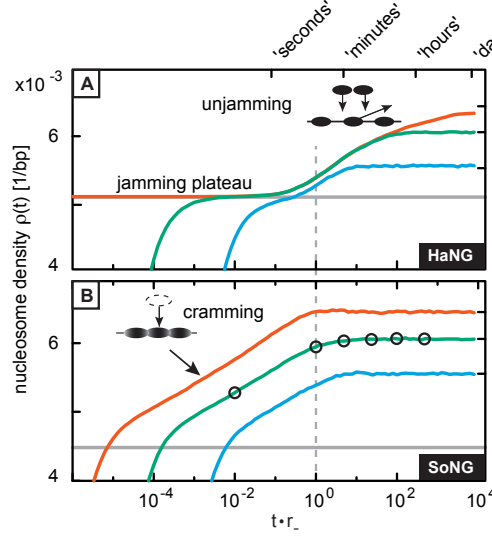 'seconds' 'minutes' 'hours' 'da
x10⁻³
A
unjamming
6
jamming plateau
4
HaNG
B
cramming
6
4
SoNG
nucleosome density ρ(t) [1/bp]
10⁻⁴ 10⁻² 10⁰ 10² 10⁴
t·r₋